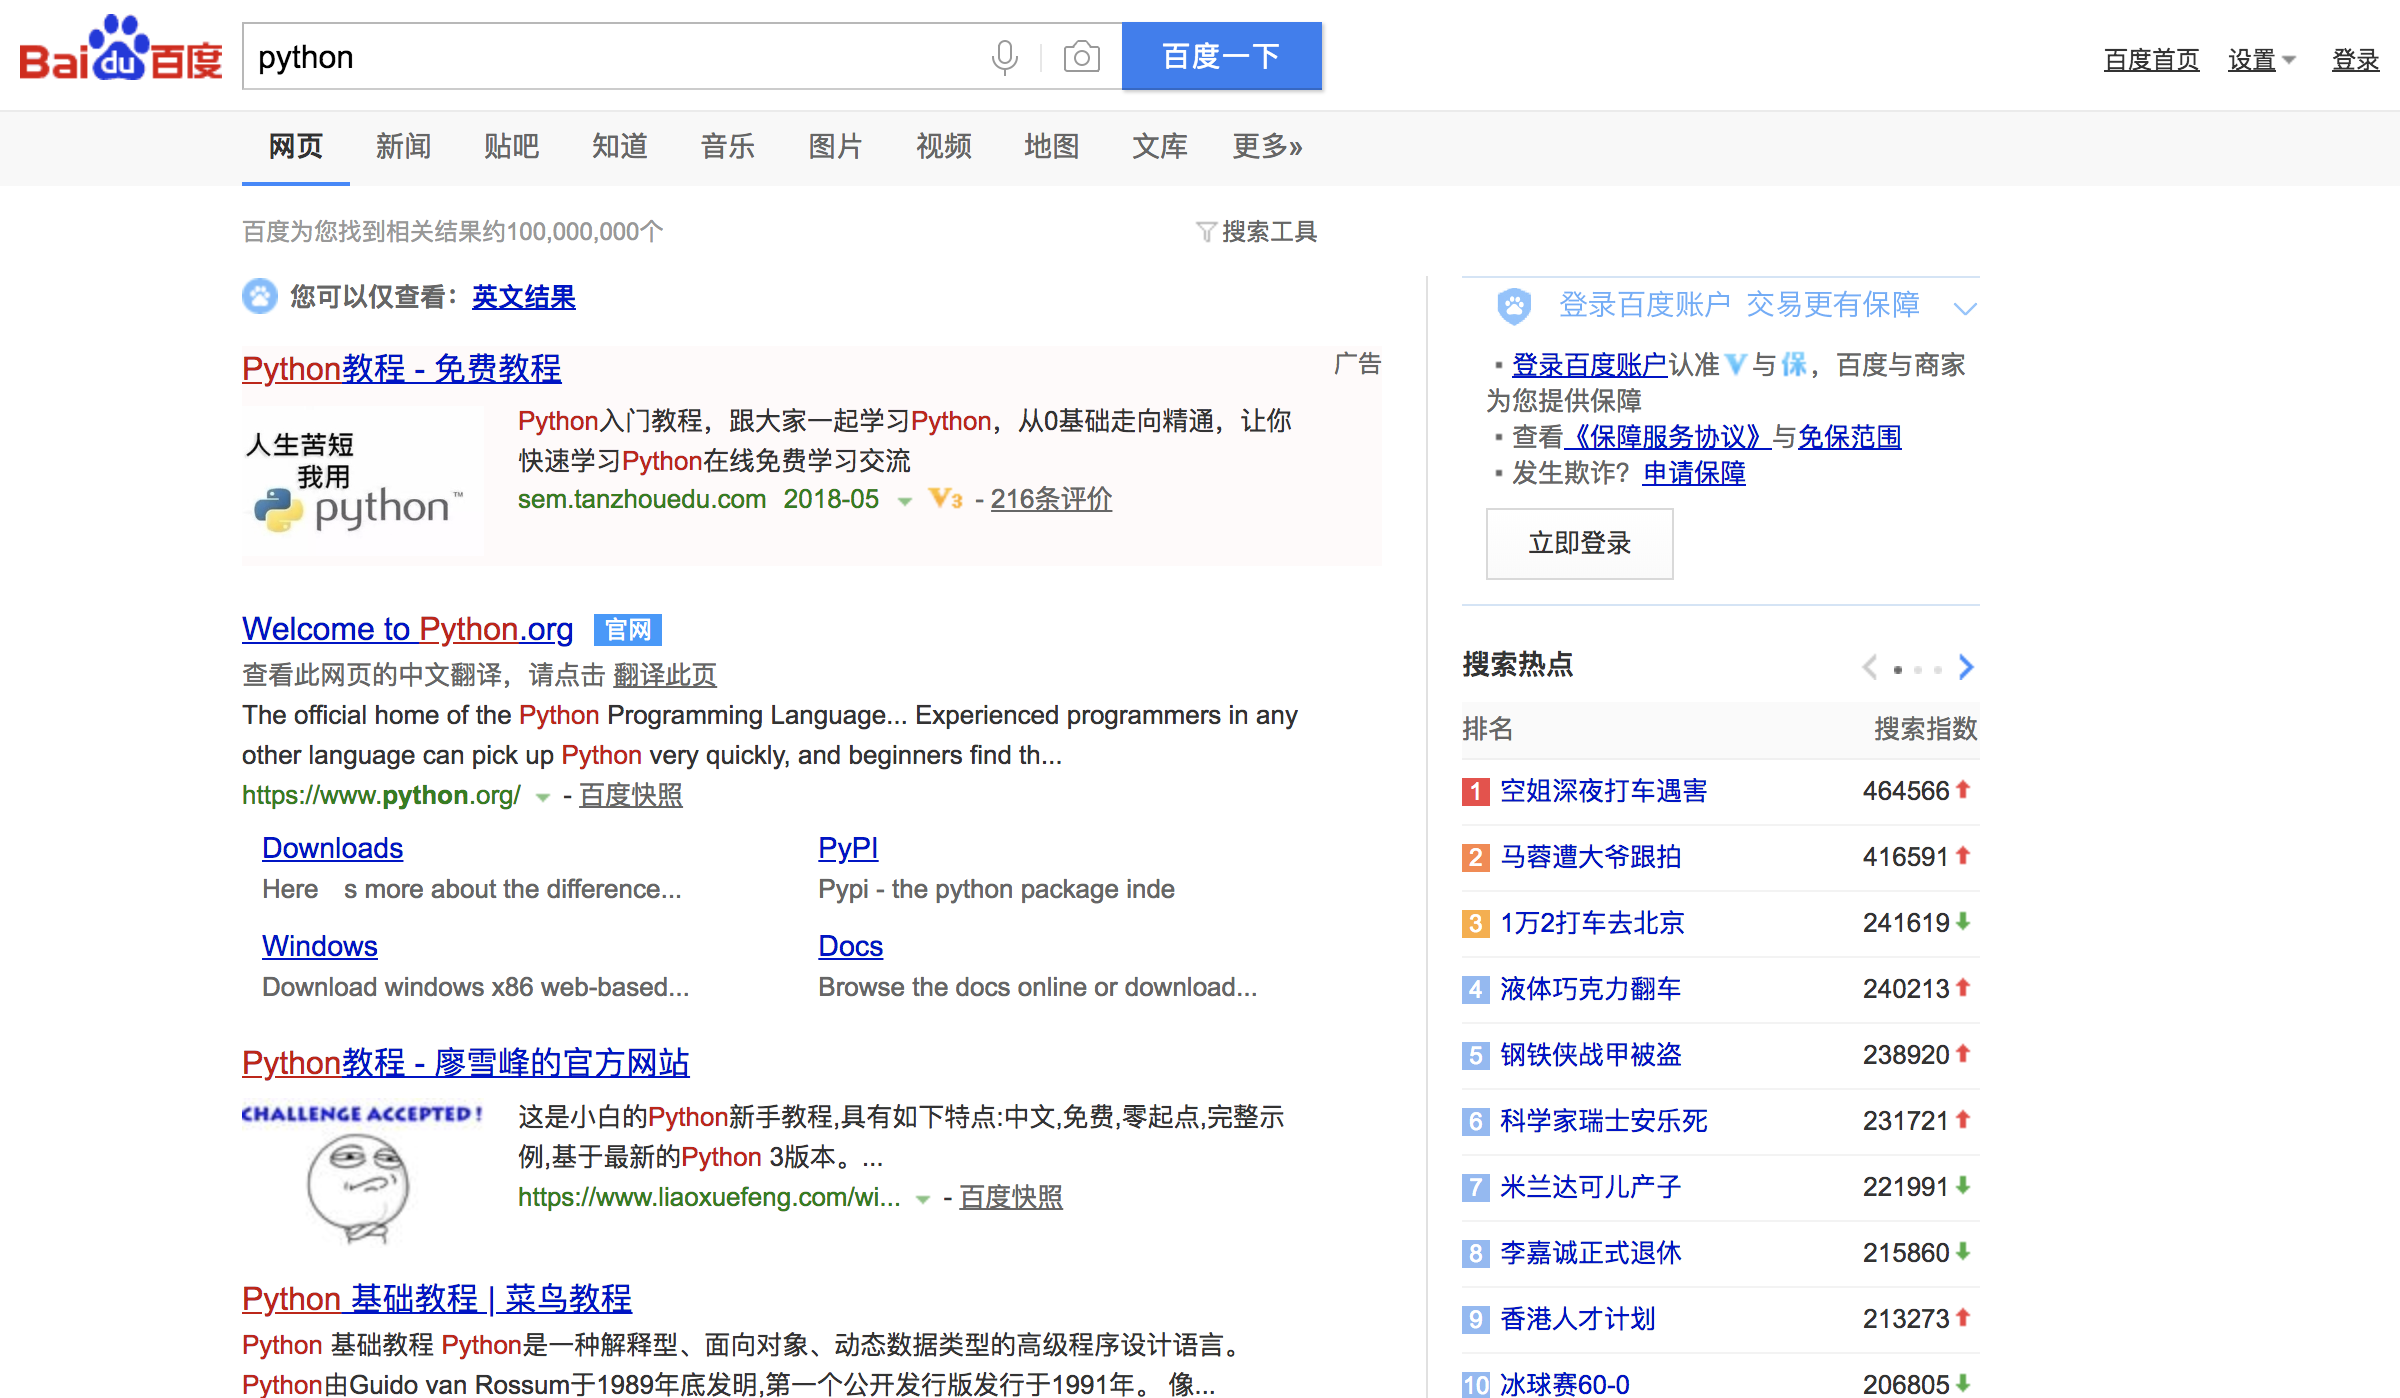 Bai du 百度
python
百度一下
百度首页 设置 登录
网页 新闻 贴吧 知道 音乐 图片 视频 地图 文库 更多»
百度为您找到相关结果约100,000,000个
搜索工具
您可以仅查看：英文结果
Python教程 - 免费教程
广告
人生苦短
我用
python™
Python入门教程，跟大家一起学习Python，从0基础走向精通，让你
快速学习Python在线免费学习交流
sem.tanzhouedu.com 2018-05 V3 - 216条评价
Welcome to Python.org 官网
查看此网页的中文翻译，请点击 翻译此页
The official home of the Python Programming Language... Experienced programmers in any
other language can pick up Python very quickly, and beginners find th...
https://www.python.org/ - 百度快照
Downloads
Here s more about the difference...
PyPI
Pypi - the python package inde
Windows
Download windows x86 web-based...
Docs
Browse the docs online or download...
Python教程 - 廖雪峰的官方网站
CHALLENGE ACCEPTED!
这是小白的Python新手教程,具有如下特点:中文,免费,零起点,完整示
例,基于最新的Python 3版本。...
https://www.liaoxuefeng.com/wi... - 百度快照
Python 基础教程 | 菜鸟教程
Python 基础教程 Python是一种解释型、面向对象、动态数据类型的高级程序设计语言。
Python由Guido van Rossum于1989年底发明,第一个公开发行版发行于1991年。 像...
登录百度账户 交易更有保障
▪ 登录百度账户认准V与保，百度与商家
为您提供保障
▪ 查看《保障服务协议》与免保范围
▪ 发生欺诈？申请保障
立即登录
搜索热点
排名 搜索指数
1 空姐深夜打车遇害 464566
2 马蓉遭大爷跟拍 416591
3 1万2打车去北京 241619
4 液体巧克力翻车 240213
5 钢铁侠战甲被盗 238920
6 科学家瑞士安乐死 231721
7 米兰达可儿产子 221991
8 李嘉诚正式退休 215860
9 香港人才计划 213273
10 冰球赛60-0 206805